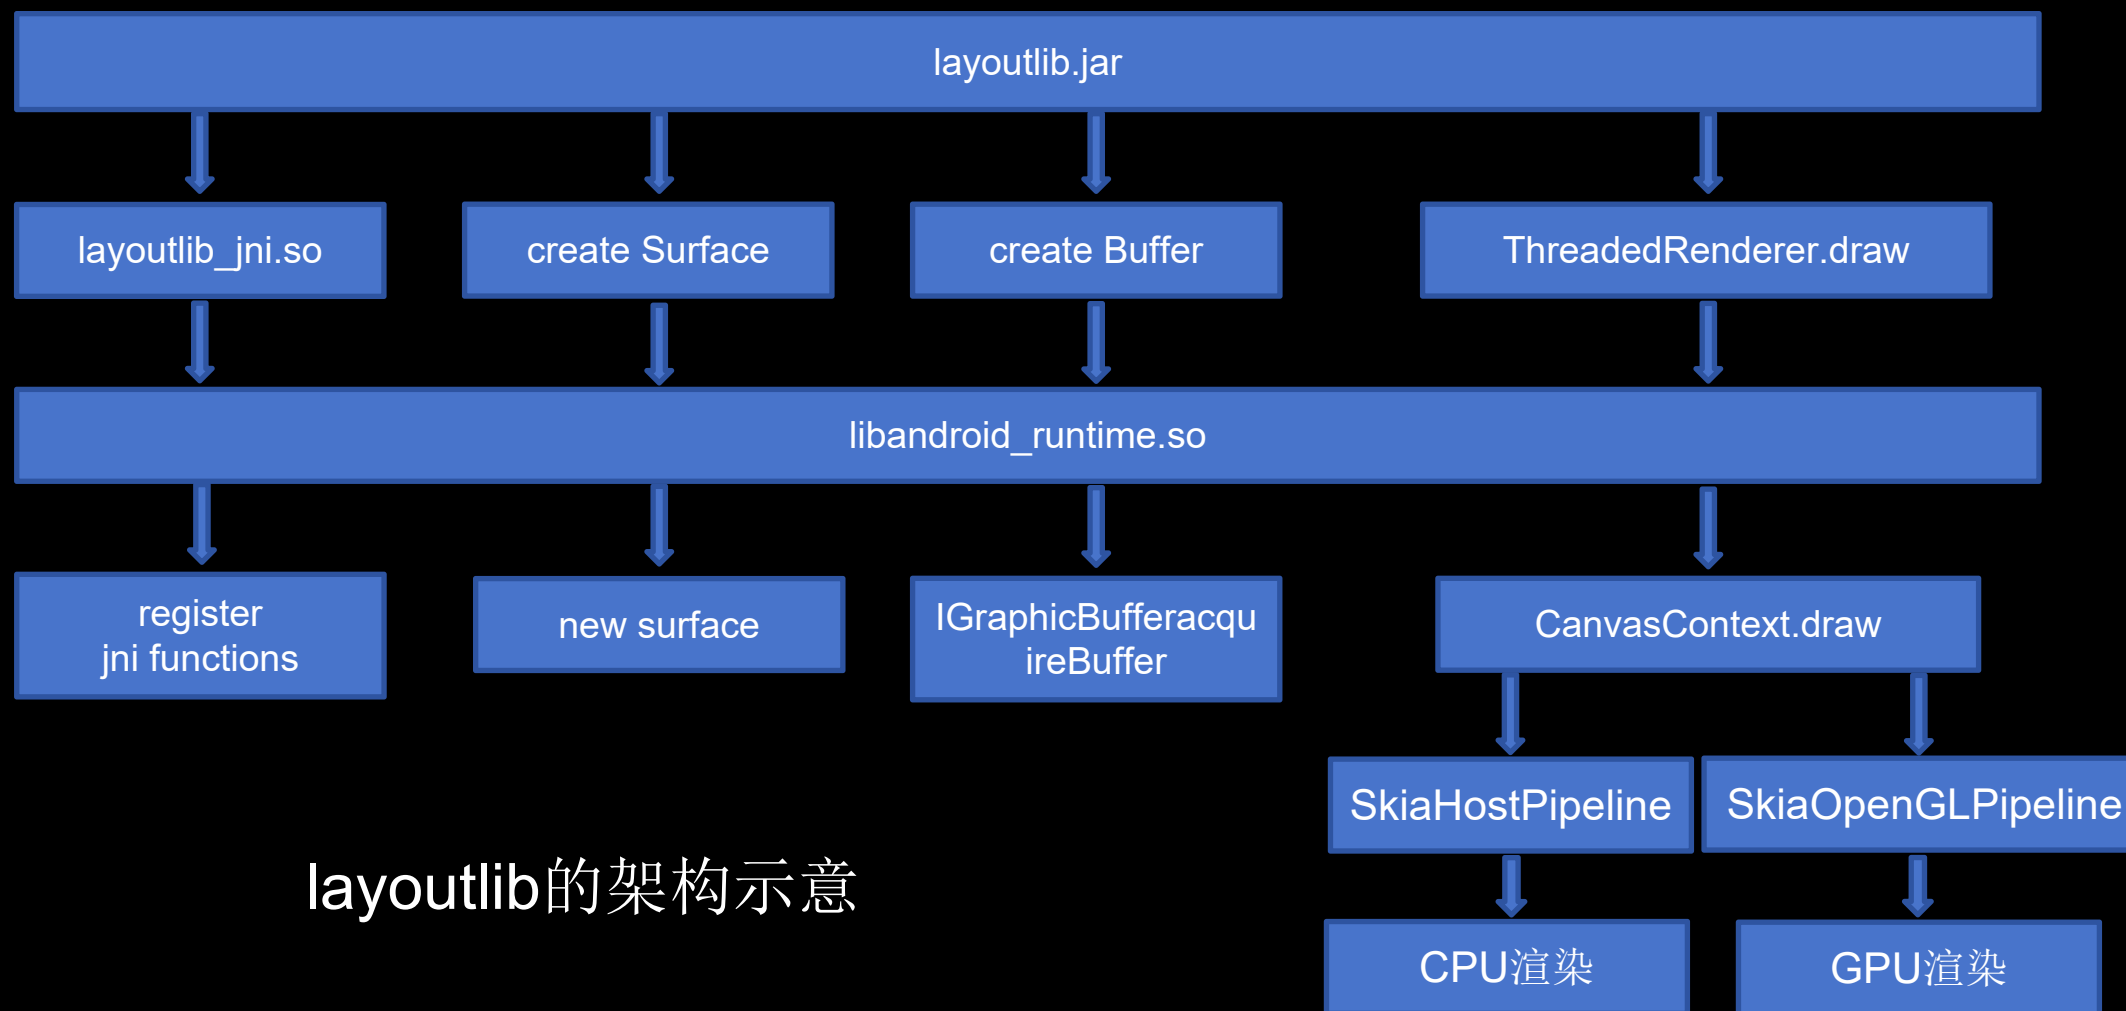 layoutlib.jar
layoutlib_jni.so
create Surface
create Buffer
ThreadedRenderer.draw
libandroid_runtime.so
register
jni functions
new surface
IGraphicBufferacqu
ireBuffer
CanvasContext.draw
SkiaHostPipeline
SkiaOpenGLPipeline
layoutlib的架构示意
CPU渲染
GPU渲染